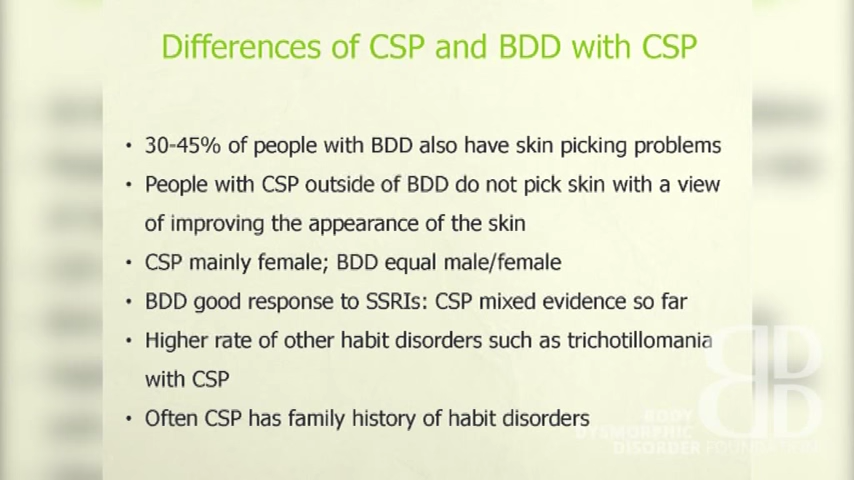 Differences of CSP and BDD with CSP
• 30-45% of people with BDD also have skin picking problems
• People with CSP outside of BDD do not pick skin with a view
of improving the appearance of the skin
• CSP mainly female; BDD equal male/female
• BDD good response to SSRIs: CSP mixed evidence so far
• Higher rate of other habit disorders such as trichotillomania
with CSP
• Often CSP has family history of habit disorders
BDD
BODY
DYSMORPHIC
DISORDER FOUNDATION